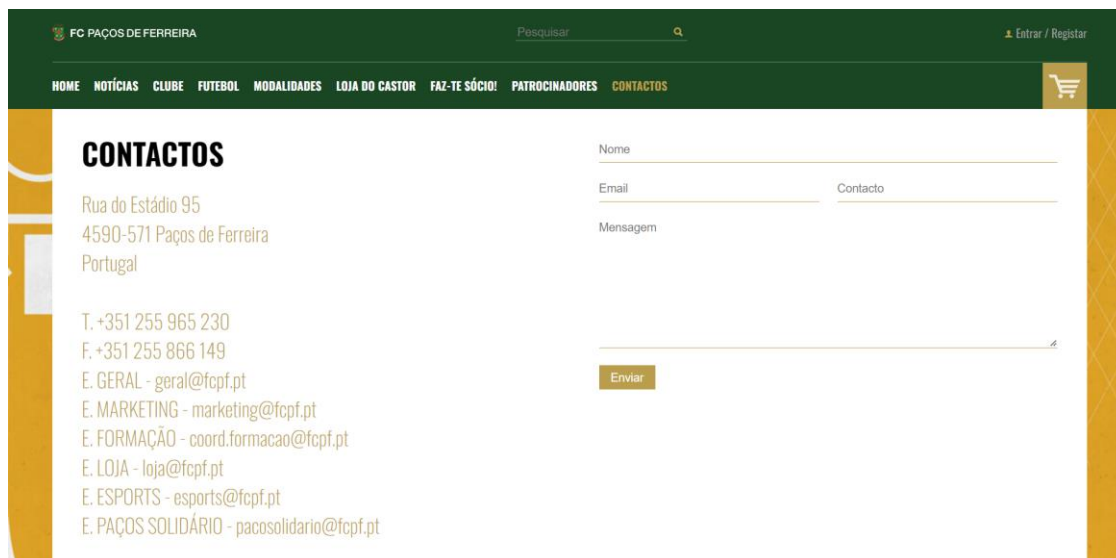 FC PAÇOS DE FERREIRA
Pesquisar
Entrar / Registar
HOME NOTÍCIAS CLUBE FUTEBOL MODALIDADES LOJA DO CASTOR FAZ-TE SÓCIO! PATROCINADORES CONTACTOS
CONTACTOS
Rua do Estádio 95
4590-571 Paços de Ferreira
Portugal
T. +351 255 965 230
F. +351 255 866 149
E. GERAL - geral@fcpf.pt
E. MARKETING - marketing@fcpf.pt
E. FORMAÇÃO - coord.formacao@fcpf.pt
E. LOJA - loja@fcpf.pt
E. ESPORTS - esports@fcpf.pt
E. PAÇOS SOLIDÁRIO - pacosolidario@fcpf.pt
Nome
Email
Contacto
Mensagem
Enviar